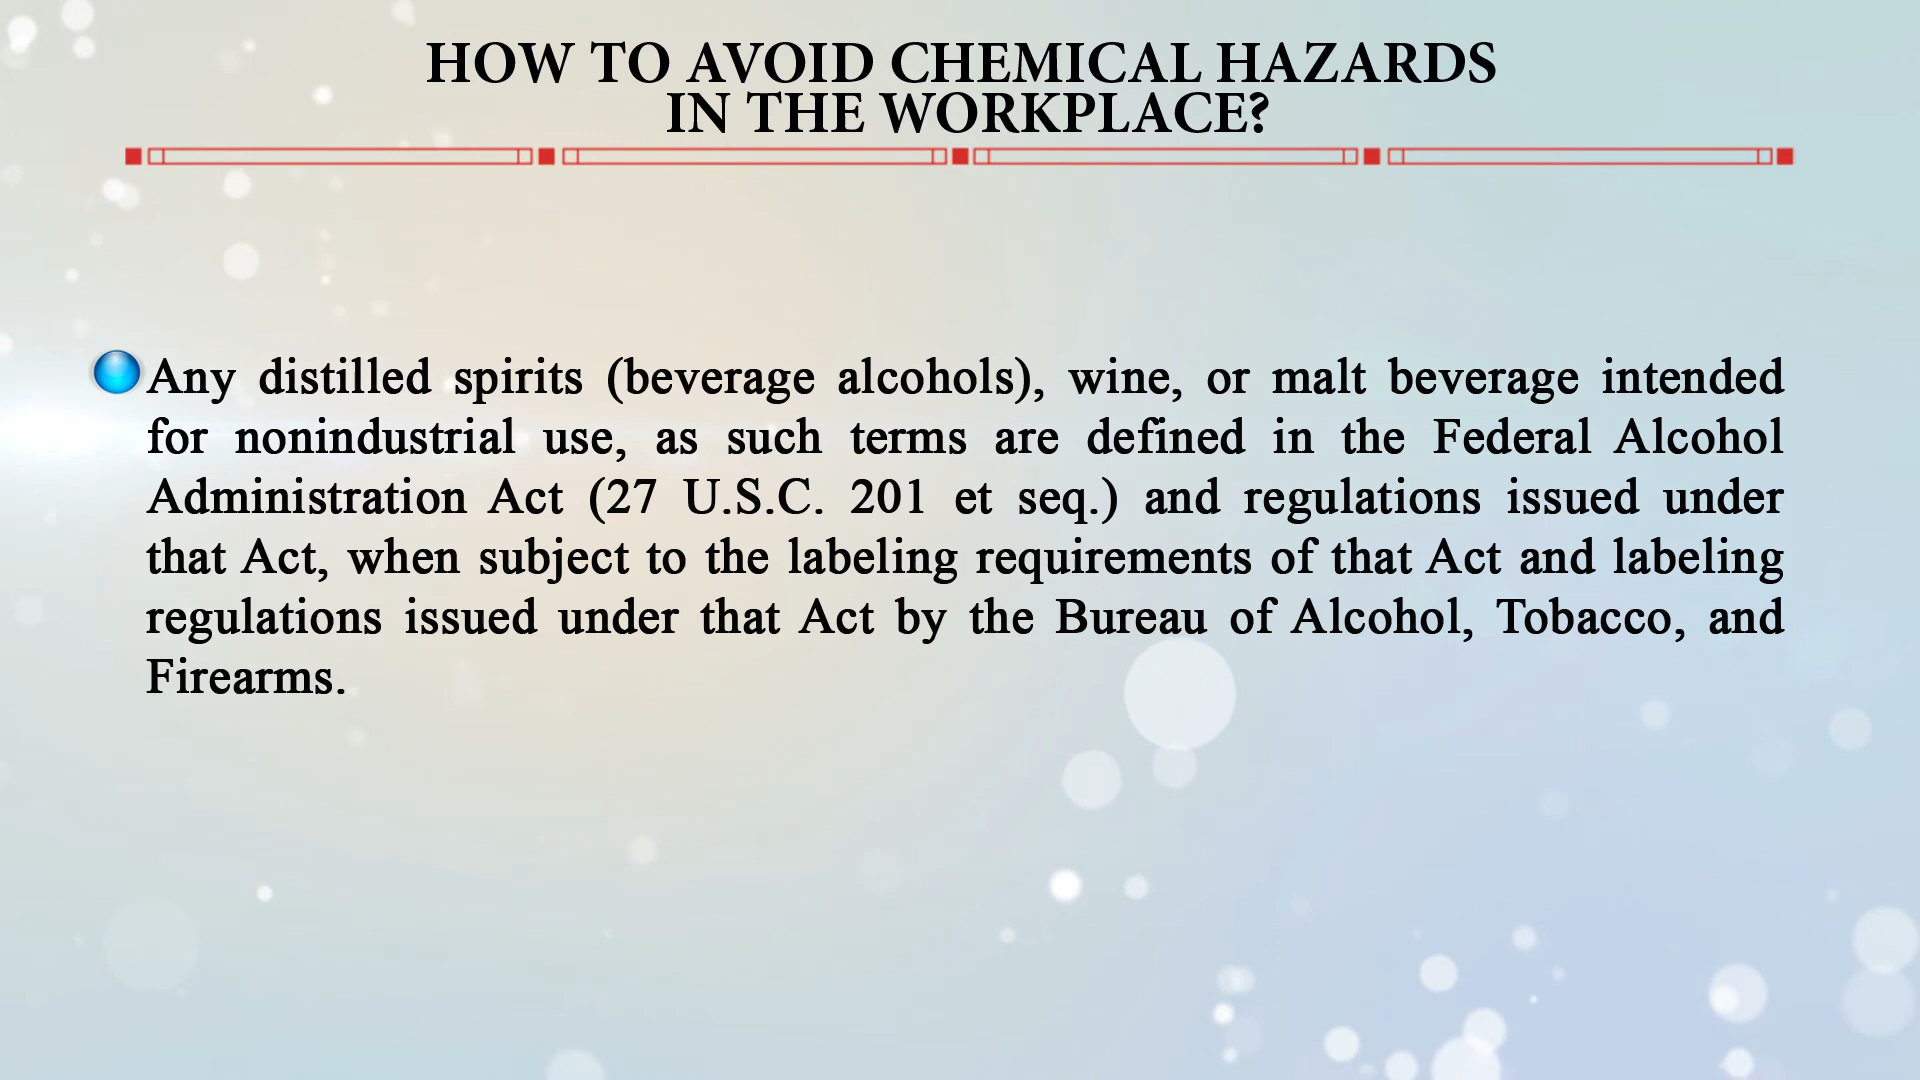 HOW TO AVOID CHEMICAL HAZARDS
IN THE WORKPLACE?
Any distilled spirits (beverage alcohols), wine, or malt beverage intended
for nonindustrial use, as such terms are defined in the Federal Alcohol
Administration Act (27 U.S.C. 201 et seq.) and regulations issued under
that Act, when subject to the labeling requirements of that Act and labeling
regulations issued under that Act by the Bureau of Alcohol, Tobacco, and
Firearms.